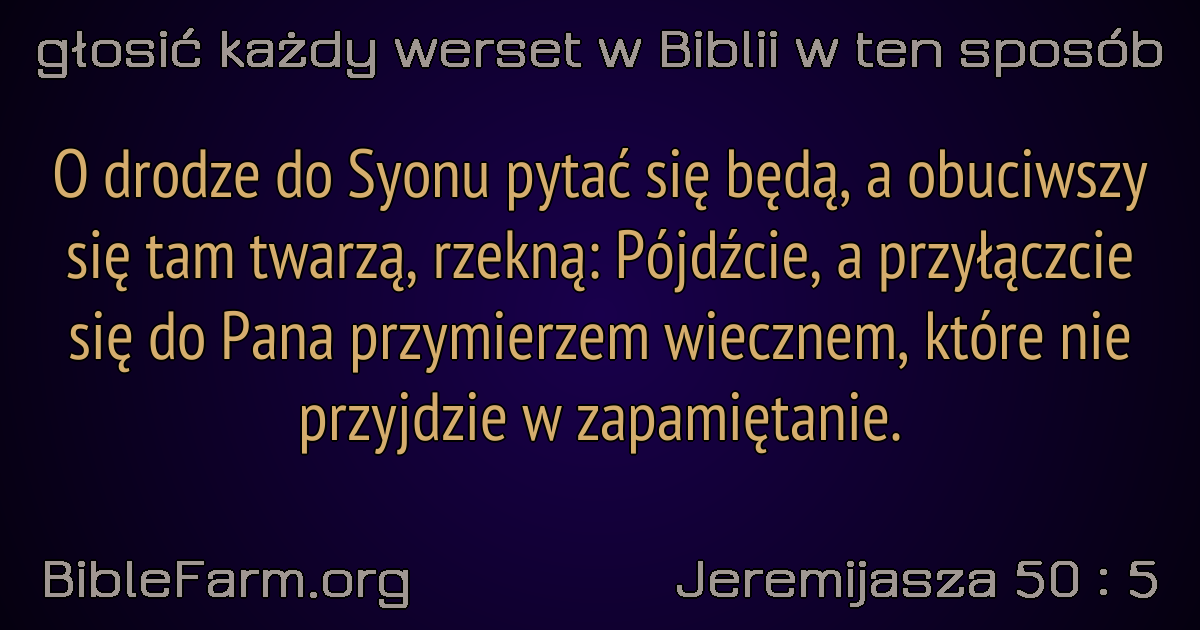 głosić każdy werset w Biblii w ten sposób
O drodze do Syonu pytać się będą, a obuciwszy
się tam twarzą, rzekną: Pójdźcie, a przyłączcie
się do Pana przymierzem wiecznem, które nie
przyjdzie w zapamiętanie.
BibleFarm.org
Jeremijasza 50 : 5